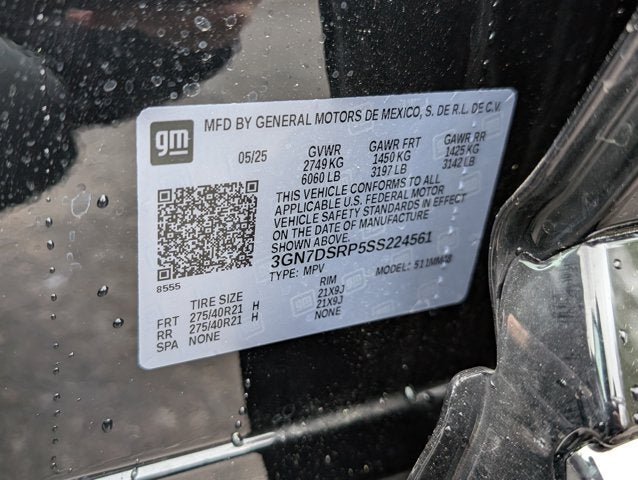 gm MFD BY GENERAL MOTORS DE MEXICO, S. DE R.L. DE C.V.
05/25 GVWR GAWR FRT GAWR RR
2749 KG 1450 KG 1425 KG
6060 LB 3197 LB 3142 LB
THIS VEHICLE CONFORMS TO ALL
APPLICABLE U.S. FEDERAL MOTOR
VEHICLE SAFETY STANDARDS IN EFFECT
ON THE DATE OF MANUFACTURE
SHOWN ABOVE.
3GN7DSRP5SS224561
TYPE: MPV MODEL: 511MM48
8555
TIRE SIZE RIM
FRT 275/40R21 H 21X9J
RR 275/40R21 H 21X9J
SPA NONE NONE